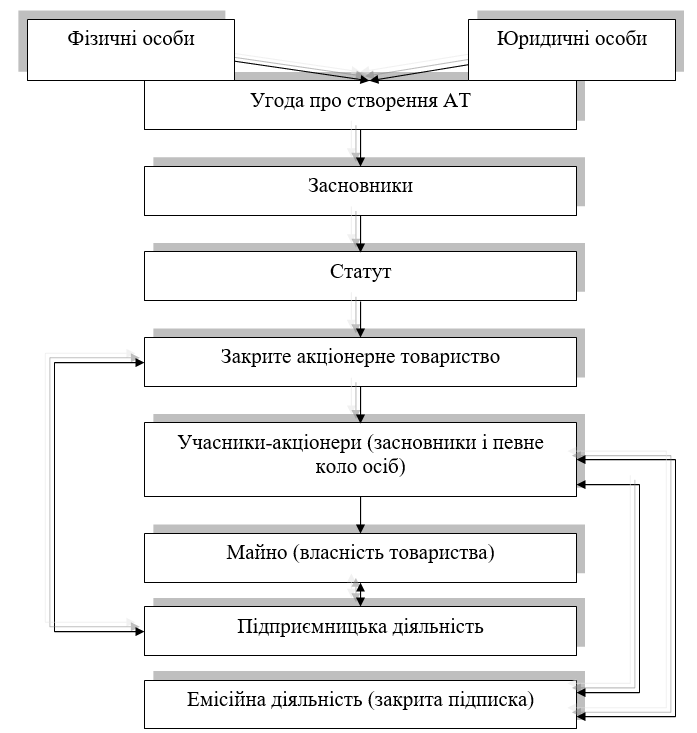 Фізичні особи
Юридичні особи
Угода про створення АТ
Засновники
Статут
Закрите акціонерне товариство
Учасники-акціонери (засновники і певне
коло осіб)
Майно (власність товариства)
Підприємницька діяльність
Емісійна діяльність (закрита підписка)